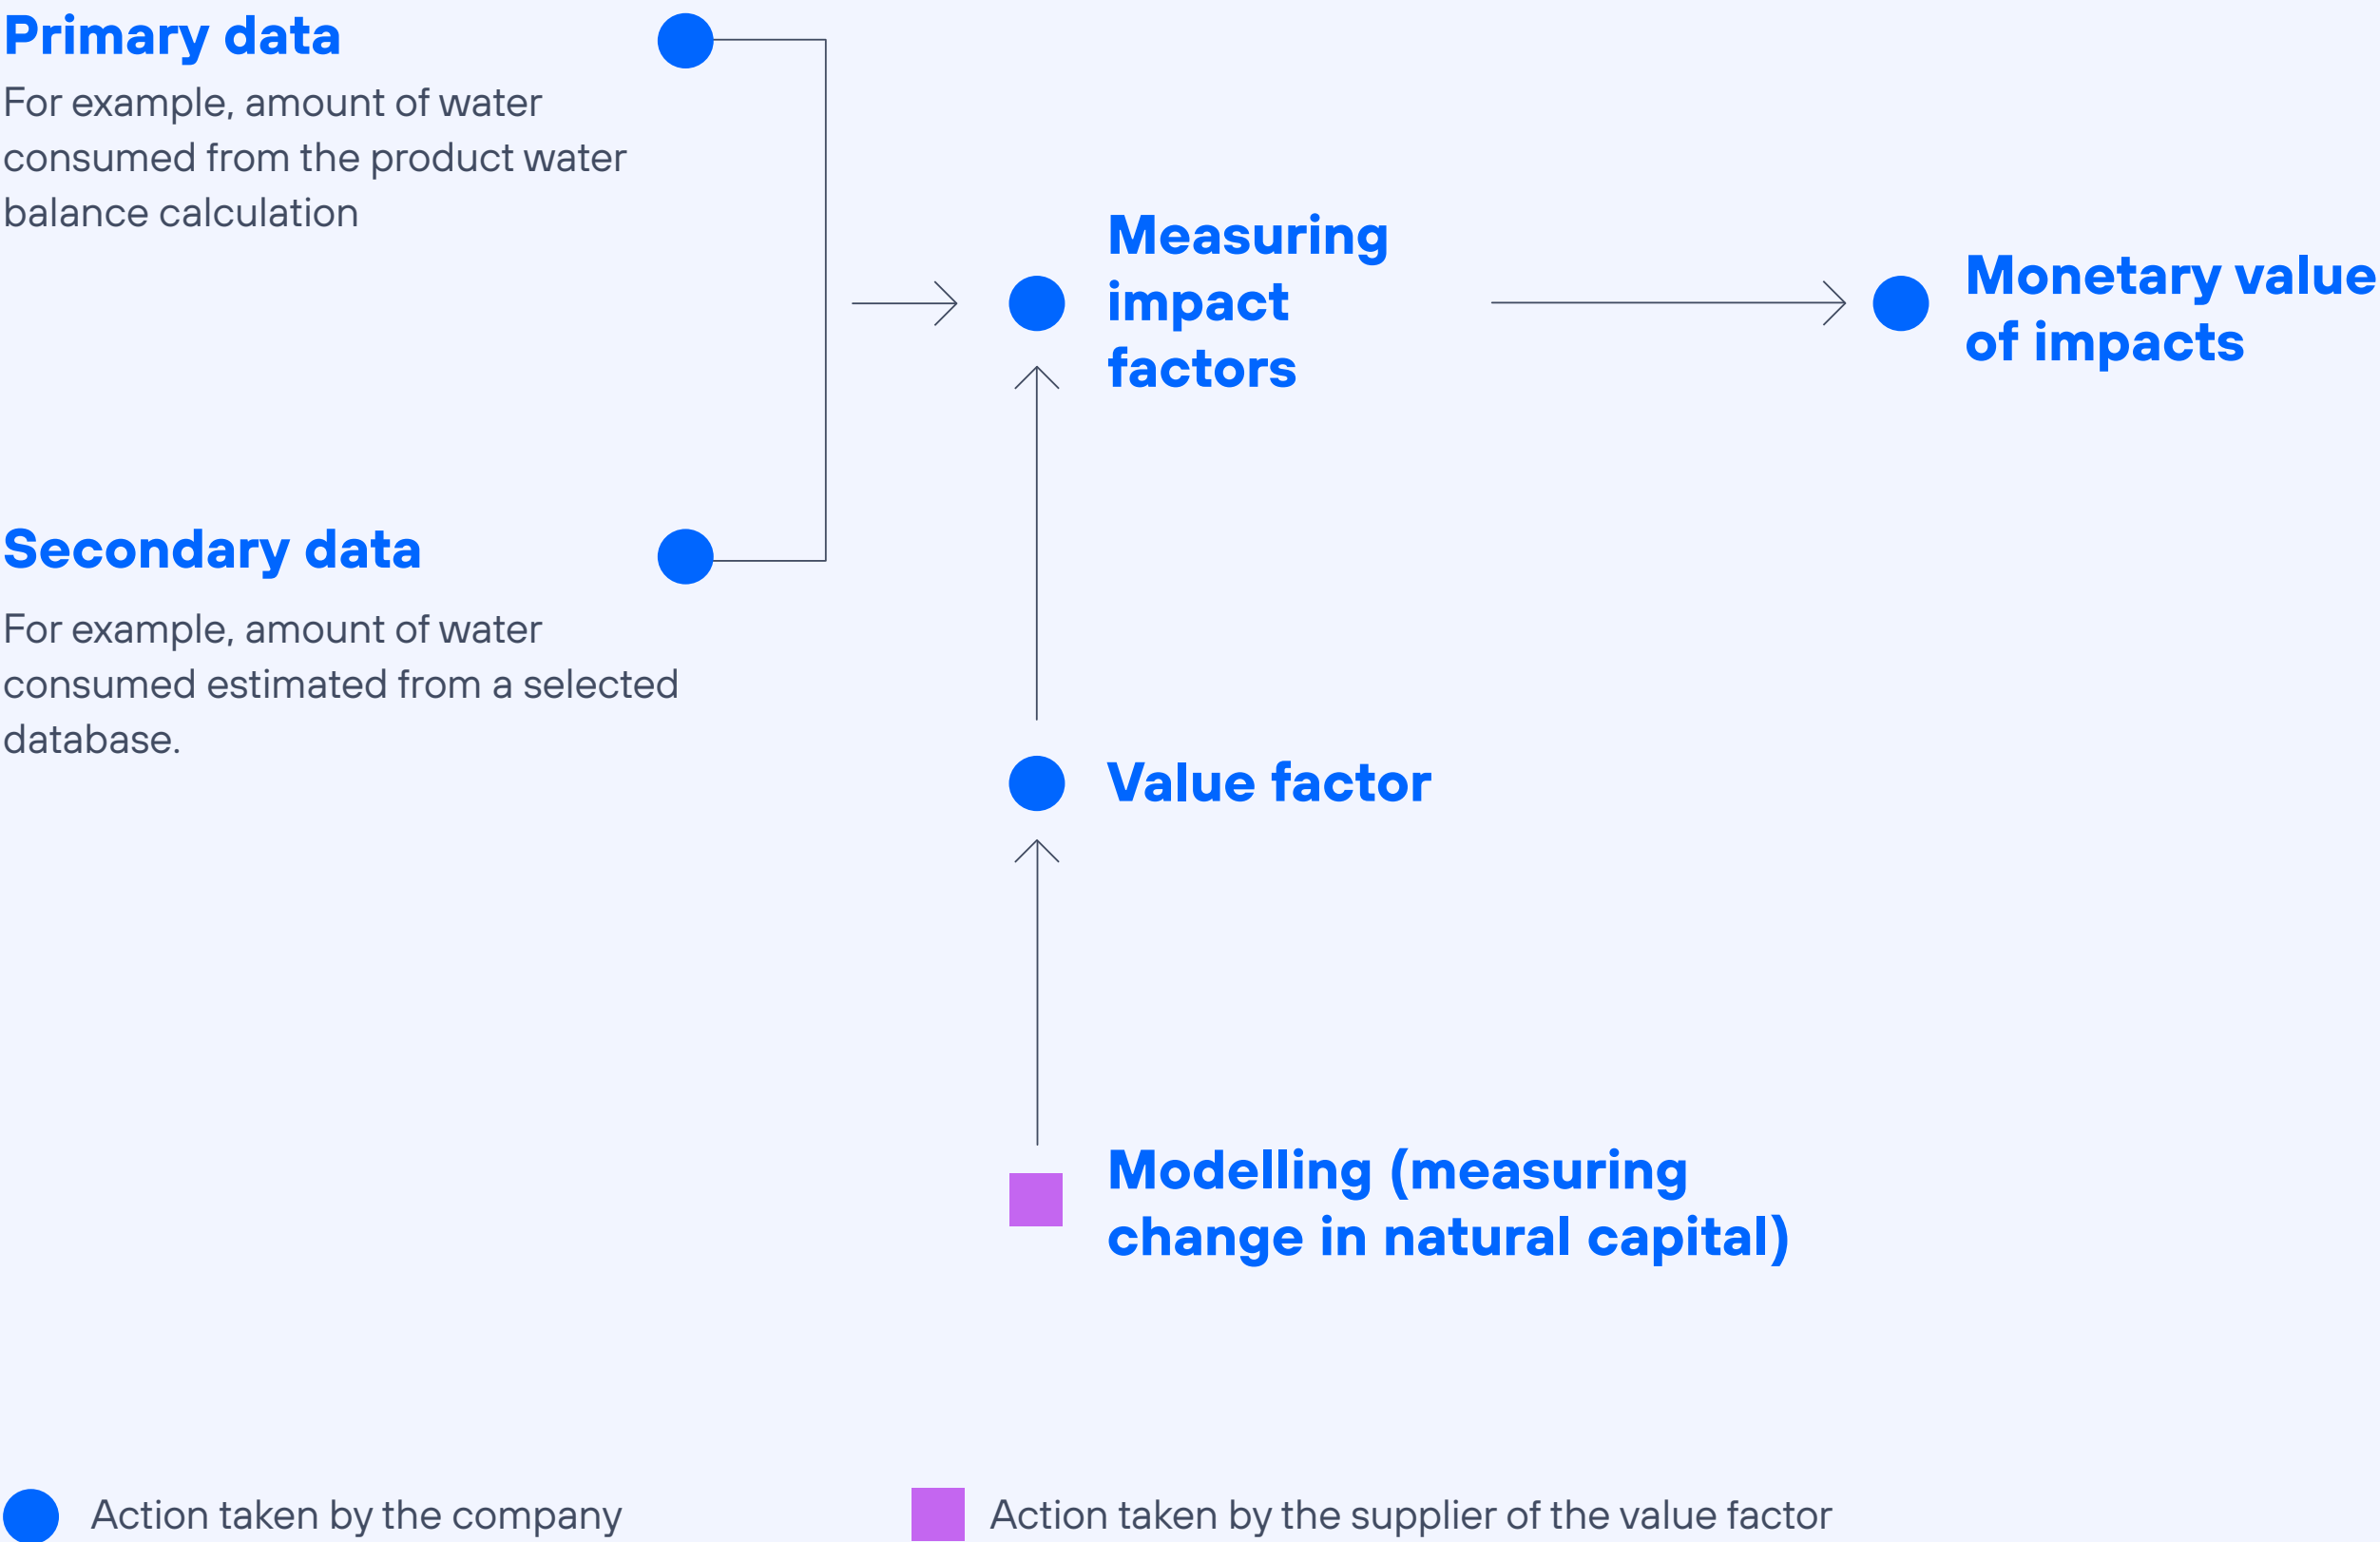 Primary data
For example, amount of water
consumed from the product water
balance calculation
Measuring
impact
factors
Monetary value
of impacts
Secondary data
For example, amount of water
consumed estimated from a selected
database.
Value factor
Modelling (measuring
change in natural capital)
Action taken by the company
Action taken by the supplier of the value factor